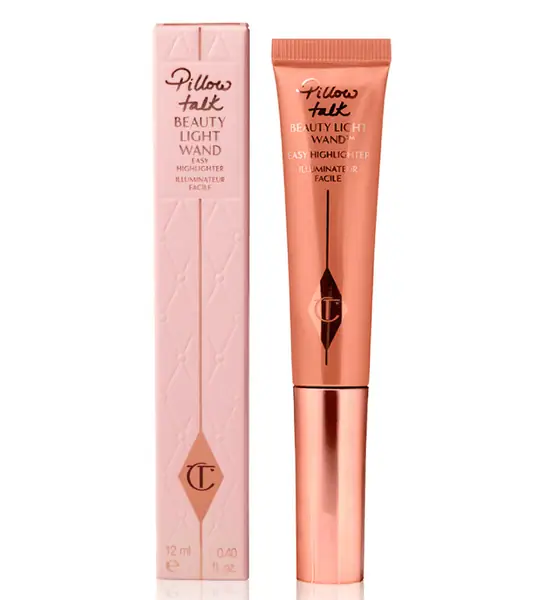 Pillow
talk
BEAUTY
LIGHT
WAND
EASY
HIGHLIGHTER
ILLUMINATEUR
FACILE
CT
12 ml 0.40
e fl. oz.
Pillow
talk
BEAUTY LIGHT
WAND™
EASY HIGHLIGHTER
ILLUMINATEUR
FACILE
CT